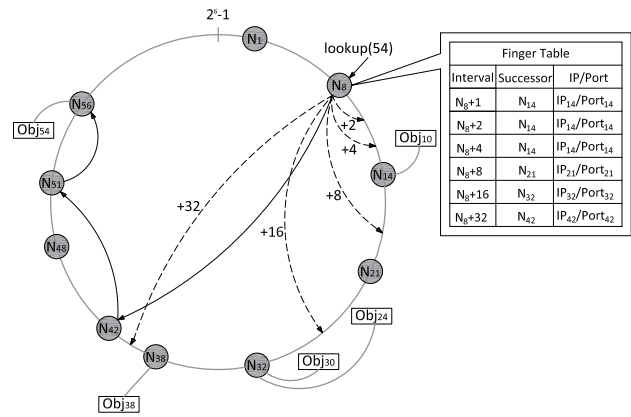 2⁶-1
N₁
lookup(54)
N₈
N₅₆
Obj₅₄
+2
+4
Obj₁₀
N₁₄
N₅₁
+32
+8
+16
N₄₈
N₂₁
Obj₂₄
N₄₂
N₃₈
N₃₂
Obj₃₀
Obj₃₈
Finger Table
Interval Successor IP/Port
N₈+1 N₁₄ IP₁₄/Port₁₄
N₈+2 N₁₄ IP₁₄/Port₁₄
N₈+4 N₁₄ IP₁₄/Port₁₄
N₈+8 N₂₁ IP₂₁/Port₂₁
N₈+16 N₃₂ IP₃₂/Port₃₂
N₈+32 N₄₂ IP₄₂/Port₄₂